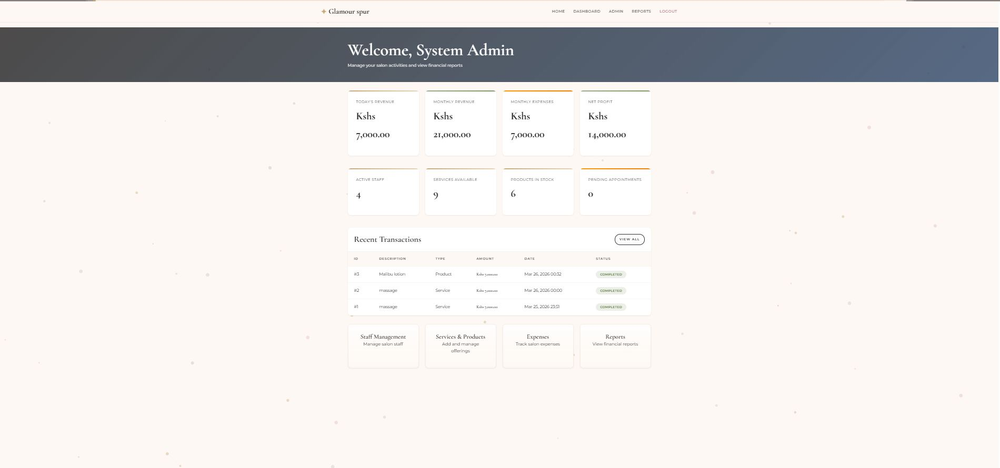 ✦ Glamour spur
HOME DASHBOARD ADMIN REPORTS LOGOUT
Welcome, System Admin
Manage your salon activities and view financial reports
TODAY'S REVENUE MONTHLY REVENUE MONTHLY EXPENSES NET PROFIT
Kshs Kshs Kshs Kshs
7,000.00 21,000.00 7,000.00 14,000.00
ACTIVE STAFF SERVICES AVAILABLE PRODUCTS IN STOCK PENDING APPOINTMENTS
4 9 6 0
Recent Transactions VIEW ALL
ID DESCRIPTION TYPE AMOUNT DATE STATUS
#3 Malibu lotion Product Kshs 7,000.00 Mar 26, 2026 00:32 COMPLETED
#2 massage Service Kshs 7,000.00 Mar 26, 2026 00:00 COMPLETED
#1 massage Service Kshs 7,000.00 Mar 25, 2026 23:51 COMPLETED
Staff Management Services & Products Expenses Reports
Manage salon staff Add and manage Track salon expenses View financial reports
offerings